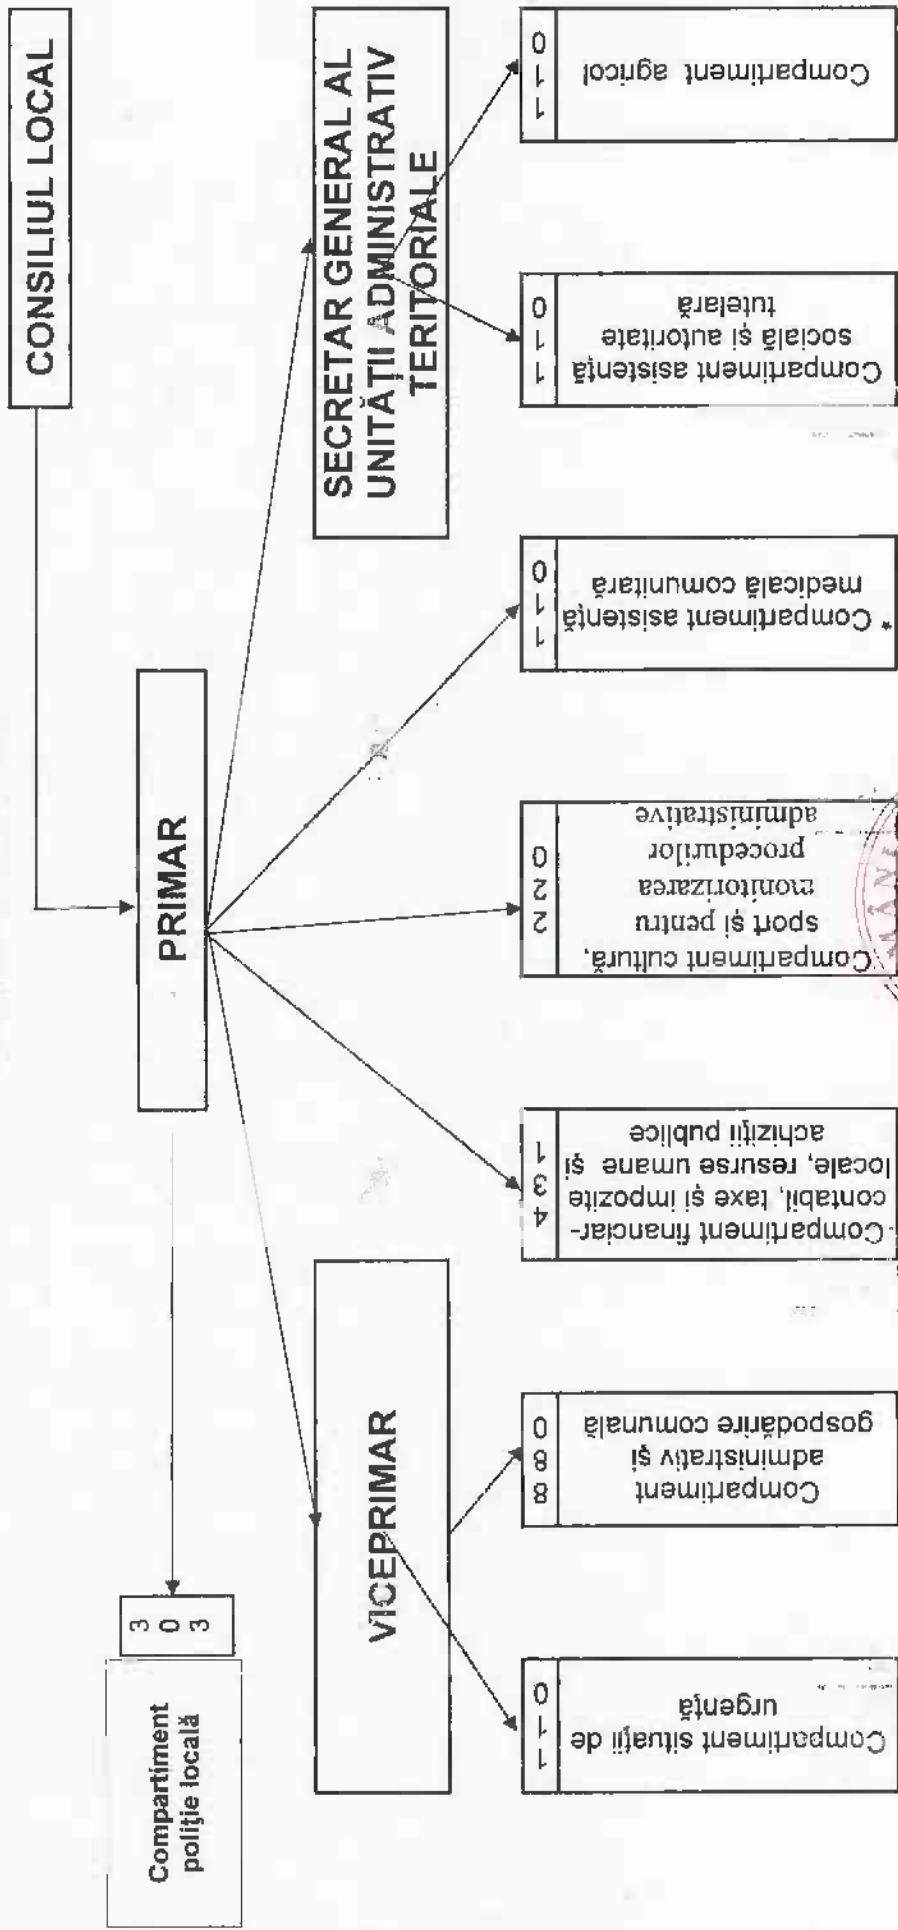 CONSILIUL LOCAL
PRIMAR
Compartiment
poliție locală
3
0
3
VICEPRIMAR
SECRETAR GENERAL AL
UNITĂȚII ADMINISTRATIV
TERITORIALE
1
1
0
Compartiment situații de
urgență
8
8
0
Compartiment
administrativ și
gospodărire comunală
4
3
1
Compartiment financiar-
contabil, taxe și impozite
locale, resurse umane și
achiziții publice
2
2
0
Compartiment cultură,
sport și pentru
monitorizarea
procedurilor
administrative
1
1
0
* Compartiment asistență
medicală comunitară
1
1
0
Compartiment asistență
socială și autoritate
tutelară
1
1
0
Compartiment agricol